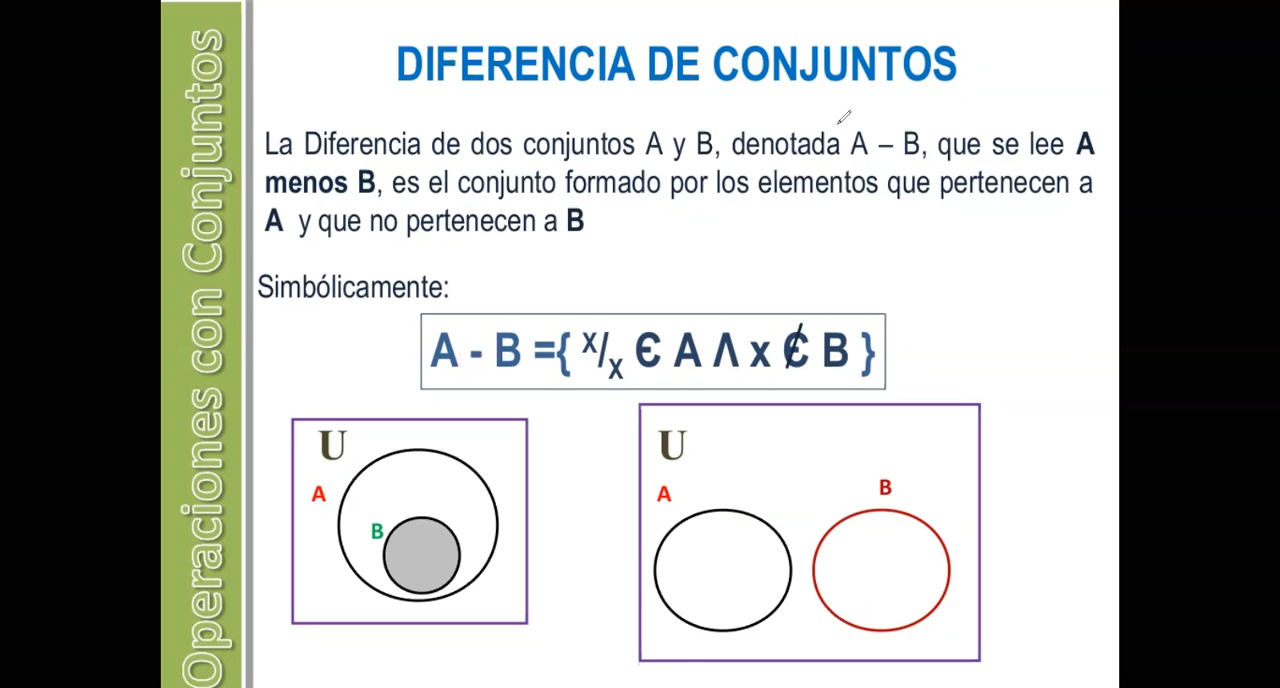 Operaciones con Conjuntos
DIFERENCIA DE CONJUNTOS
La Diferencia de dos conjuntos A y B, denotada A – B, que se lee A
menos B, es el conjunto formado por los elementos que pertenecen a
A y que no pertenecen a B
Simbólicamente:
A - B ={ x/x Є A Λ x Є̸ B }
U
A
B
U
A
B